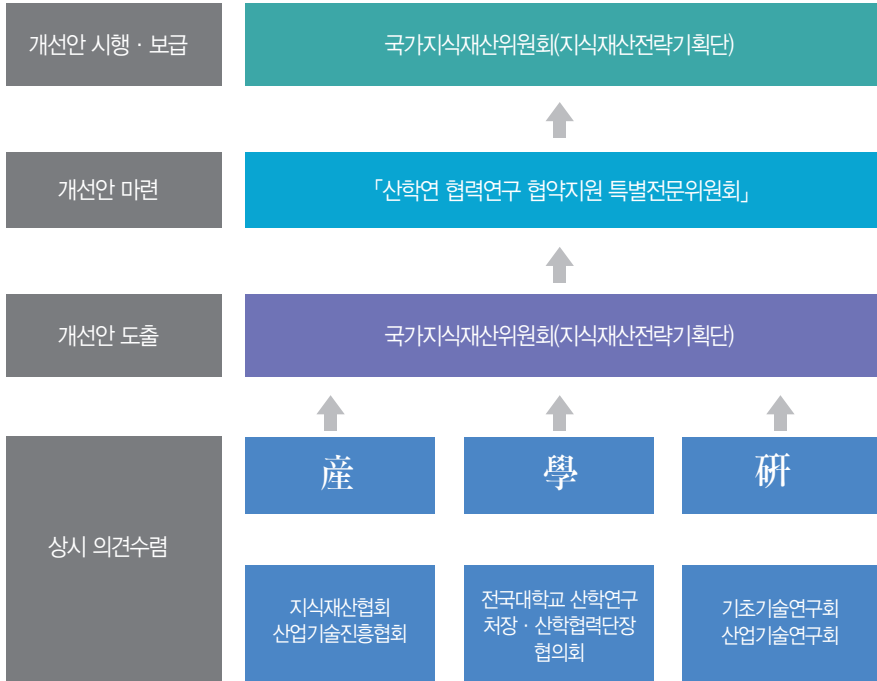 개선안 시행 · 보급
국가지식재산위원회(지식재산전략기획단)
개선안 마련
「산학연 협력연구 협약지원 특별전문위원회」
개선안 도출
국가지식재산위원회(지식재산전략기획단)
상시 의견수렴
産
學
硏
지식재산협회
산업기술진흥협회
전국대학교 산학연구
처장 · 산학협력단장
협의회
기초기술연구회
산업기술연구회